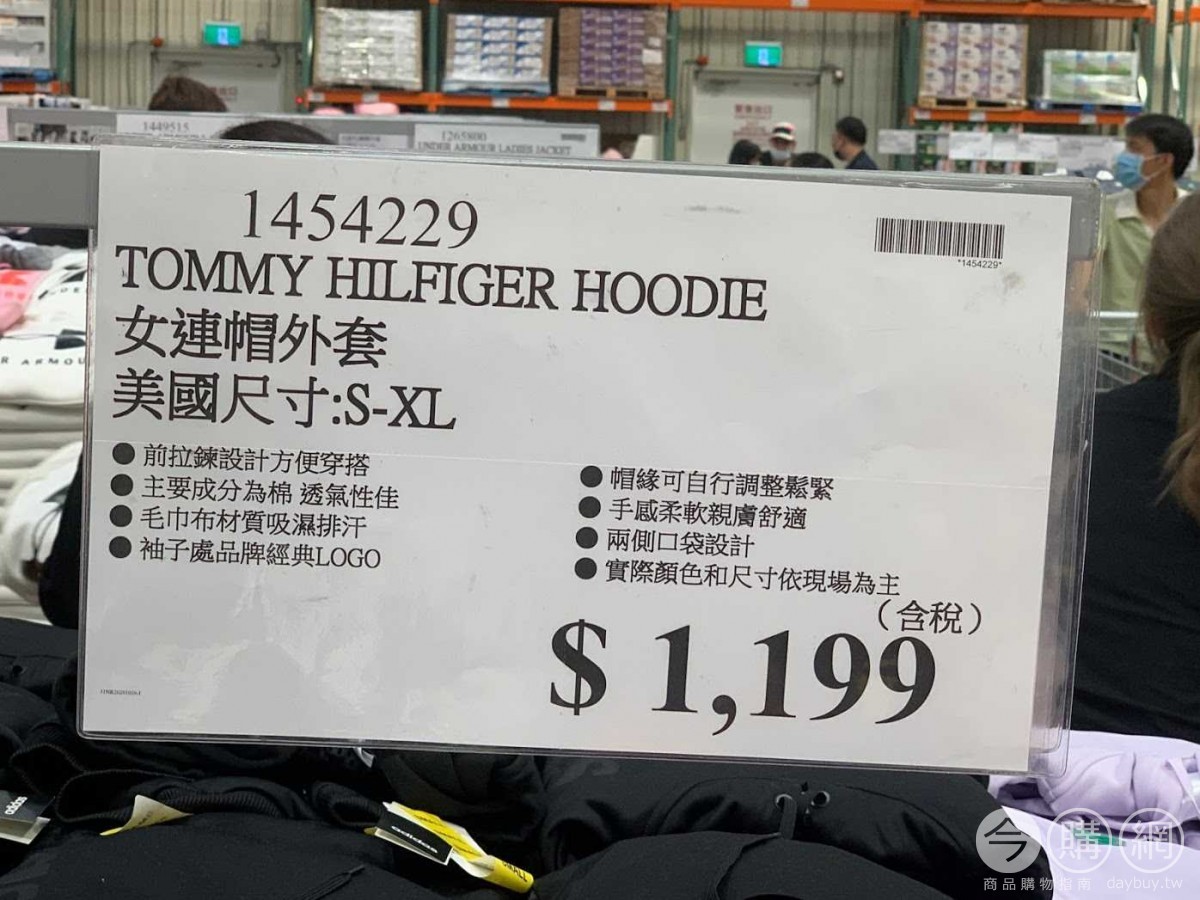 1449515
1265800
UNDER ARMOUR LADIES JACKET
1454229
*1454229*
TOMMY HILFIGER HOODIE
女連帽外套
美國尺寸:S-XL
●前拉鍊設計方便穿搭
●主要成分為棉 透氣性佳
●毛巾布材質吸濕排汗
●袖子處品牌經典LOGO
●帽緣可自行調整鬆緊
●手感柔軟親膚舒適
●兩側口袋設計
●實際顏色和尺寸依現場為主
(含稅)
$ 1,199
R ARMOU
adidas
adidas
SMALL
今購網
商品購物指南 daybuy.tw